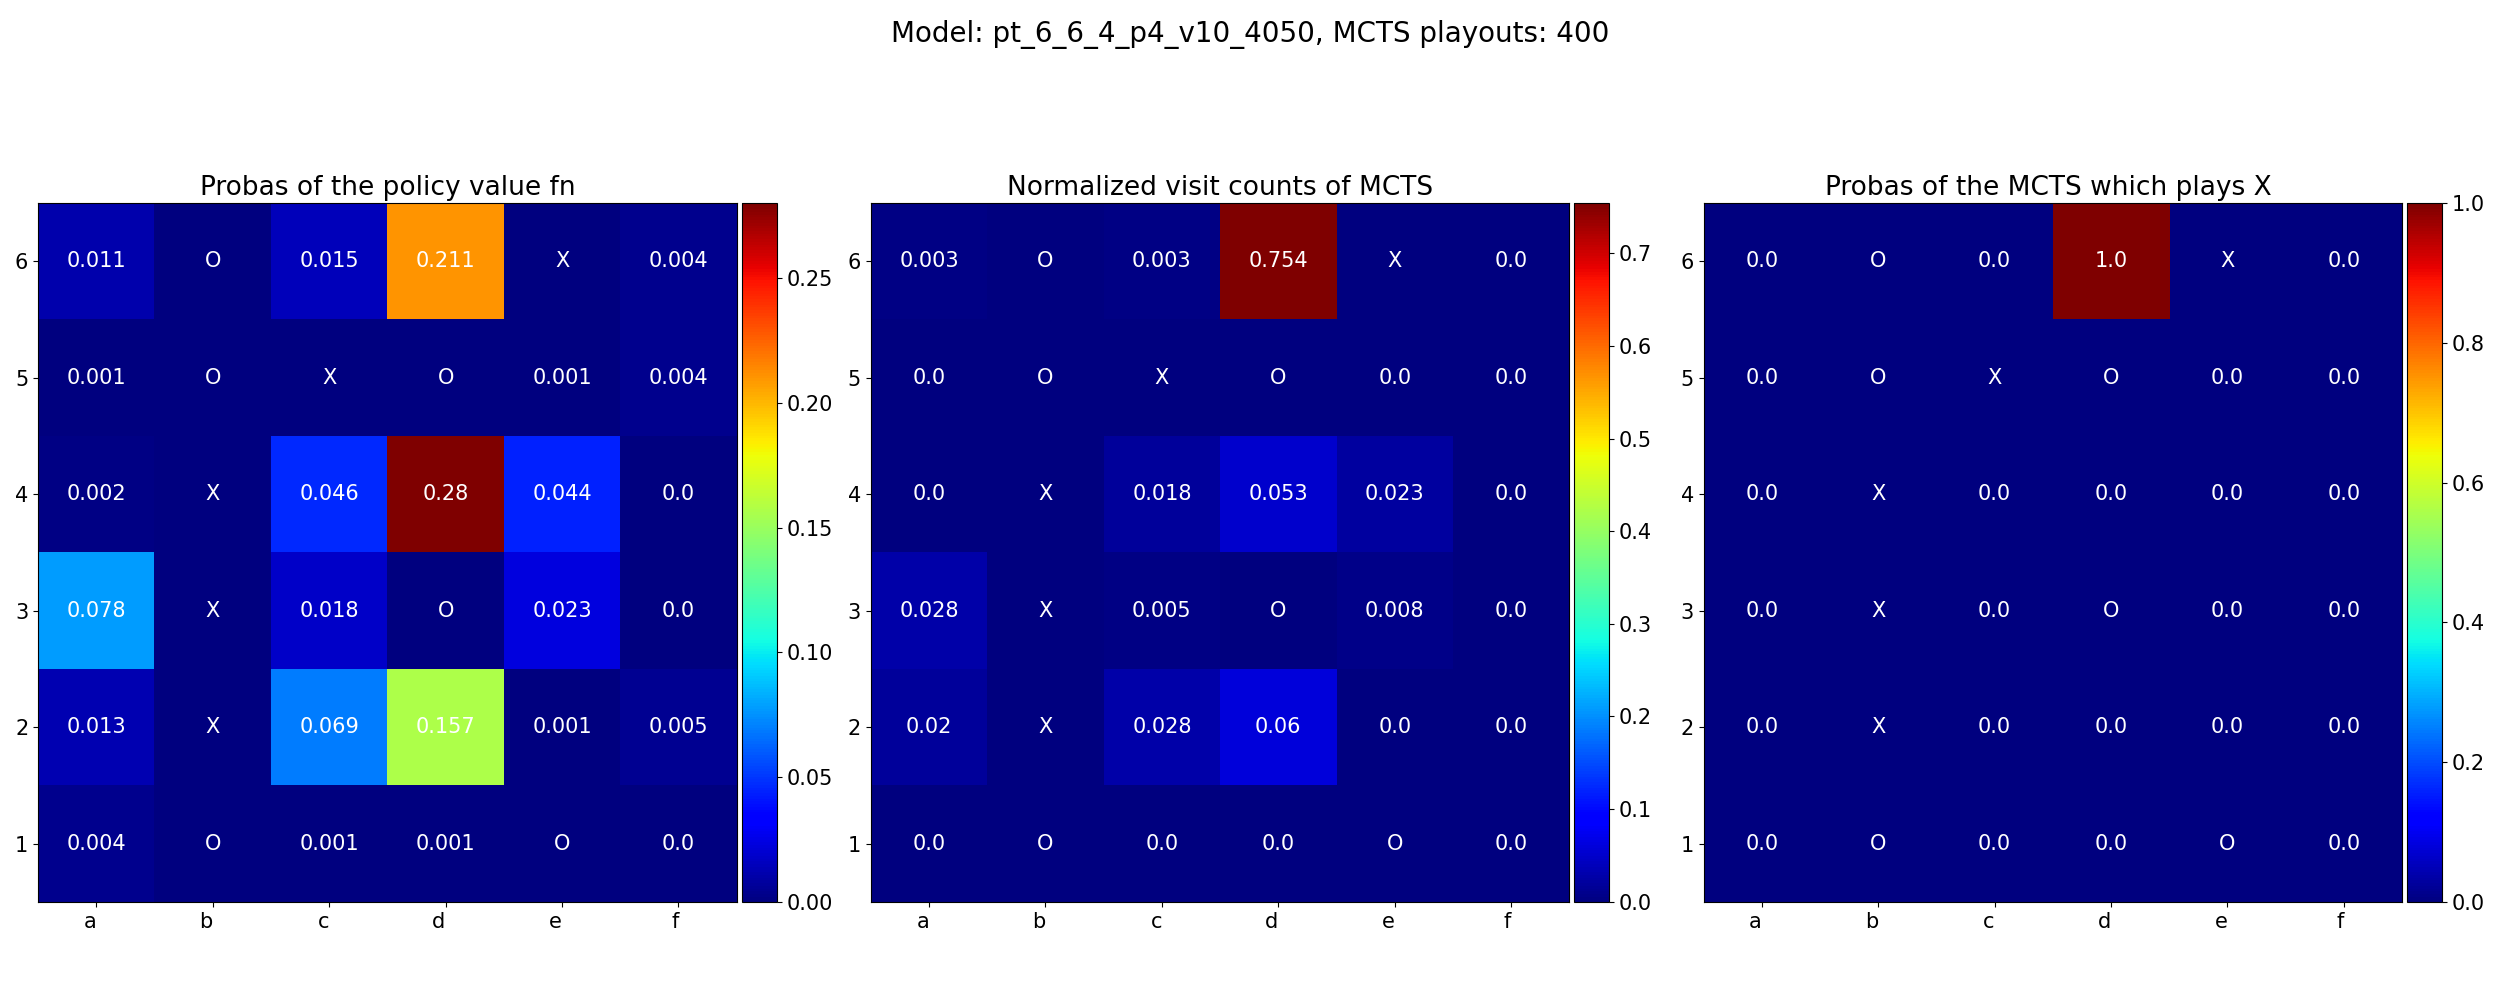 Model: pt_6_6_4_p4_v10_4050, MCTS playouts: 400
Probas of the policy value fn
6 0.011 O 0.015 0.211 X 0.004
5 0.001 O X O 0.001 0.004
4 0.002 X 0.046 0.28 0.044 0.0
3 0.078 X 0.018 O 0.023 0.0
2 0.013 X 0.069 0.157 0.001 0.005
1 0.004 O 0.001 0.001 O 0.0
a b c d e f
0.25
0.20
0.15
0.10
0.05
0.00
Normalized visit counts of MCTS
6 0.003 O 0.003 0.754 X 0.0
5 0.0 O X O 0.0 0.0
4 0.0 X 0.018 0.053 0.023 0.0
3 0.028 X 0.005 O 0.008 0.0
2 0.02 X 0.028 0.06 0.0 0.0
1 0.0 O 0.0 0.0 O 0.0
a b c d e f
0.7
0.6
0.5
0.4
0.3
0.2
0.1
0.0
Probas of the MCTS which plays X
6 0.0 O 0.0 1.0 X 0.0
5 0.0 O X O 0.0 0.0
4 0.0 X 0.0 0.0 0.0 0.0
3 0.0 X 0.0 O 0.0 0.0
2 0.0 X 0.0 0.0 0.0 0.0
1 0.0 O 0.0 0.0 O 0.0
a b c d e f
1.0
0.8
0.6
0.4
0.2
0.0